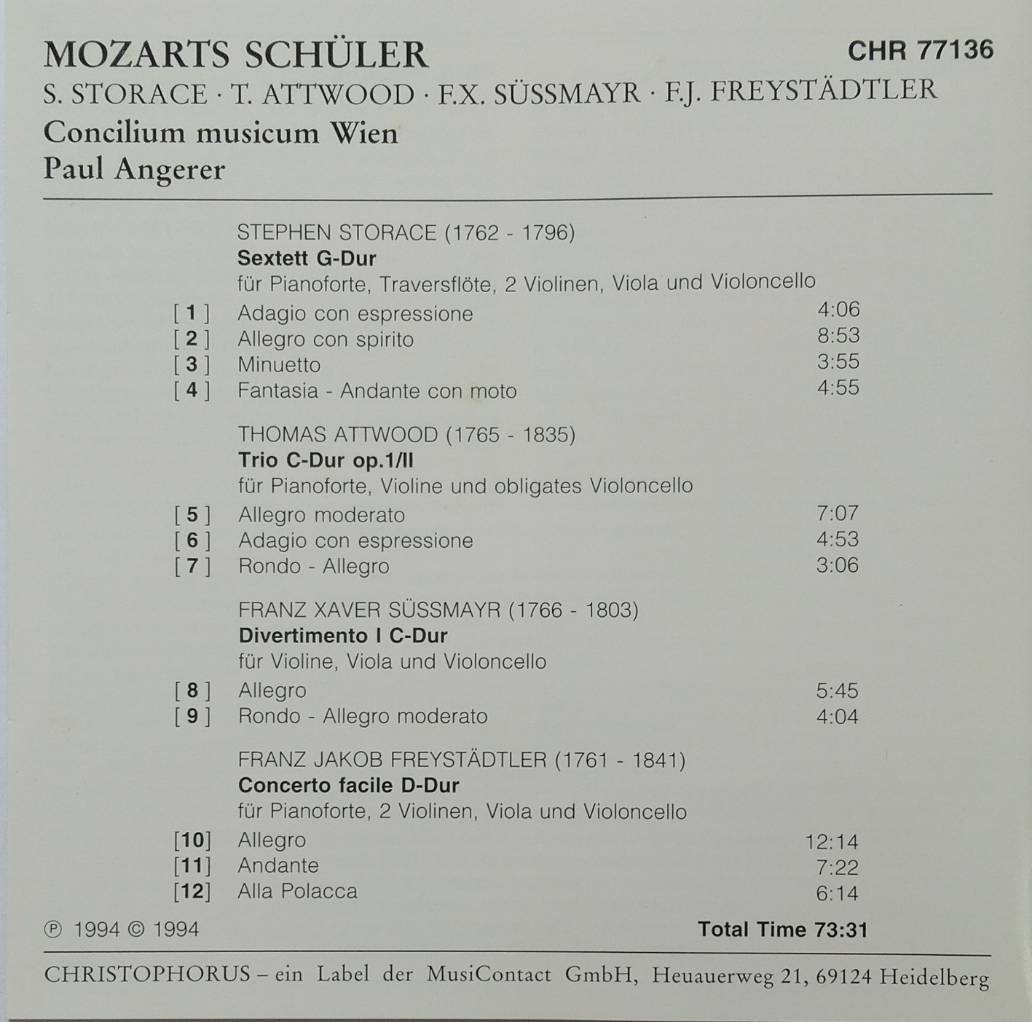 MOZARTS SCHÜLER CHR 77136
S. STORACE · T. ATTWOOD · F.X. SÜSSMAYR · F.J. FREYSTÄDTLER
Concilium musicum Wien
Paul Angerer
STEPHEN STORACE (1762 - 1796)
Sextett G-Dur
für Pianoforte, Traversflöte, 2 Violinen, Viola und Violoncello
[ 1 ] Adagio con espressione 4:06
[ 2 ] Allegro con spirito 8:53
[ 3 ] Minuetto 3:55
[ 4 ] Fantasia - Andante con moto 4:55
THOMAS ATTWOOD (1765 - 1835)
Trio C-Dur op.1/II
für Pianoforte, Violine und obligates Violoncello
[ 5 ] Allegro moderato 7:07
[ 6 ] Adagio con espressione 4:53
[ 7 ] Rondo - Allegro 3:06
FRANZ XAVER SÜSSMAYR (1766 - 1803)
Divertimento I C-Dur
für Violine, Viola und Violoncello
[ 8 ] Allegro 5:45
[ 9 ] Rondo - Allegro moderato 4:04
FRANZ JAKOB FREYSTÄDTLER (1761 - 1841)
Concerto facile D-Dur
für Pianoforte, 2 Violinen, Viola und Violoncello
[10] Allegro 12:14
[11] Andante 7:22
[12] Alla Polacca 6:14
℗ 1994 © 1994 Total Time 73:31
CHRISTOPHORUS – ein Label der MusiContact GmbH, Heuauerweg 21, 69124 Heidelberg